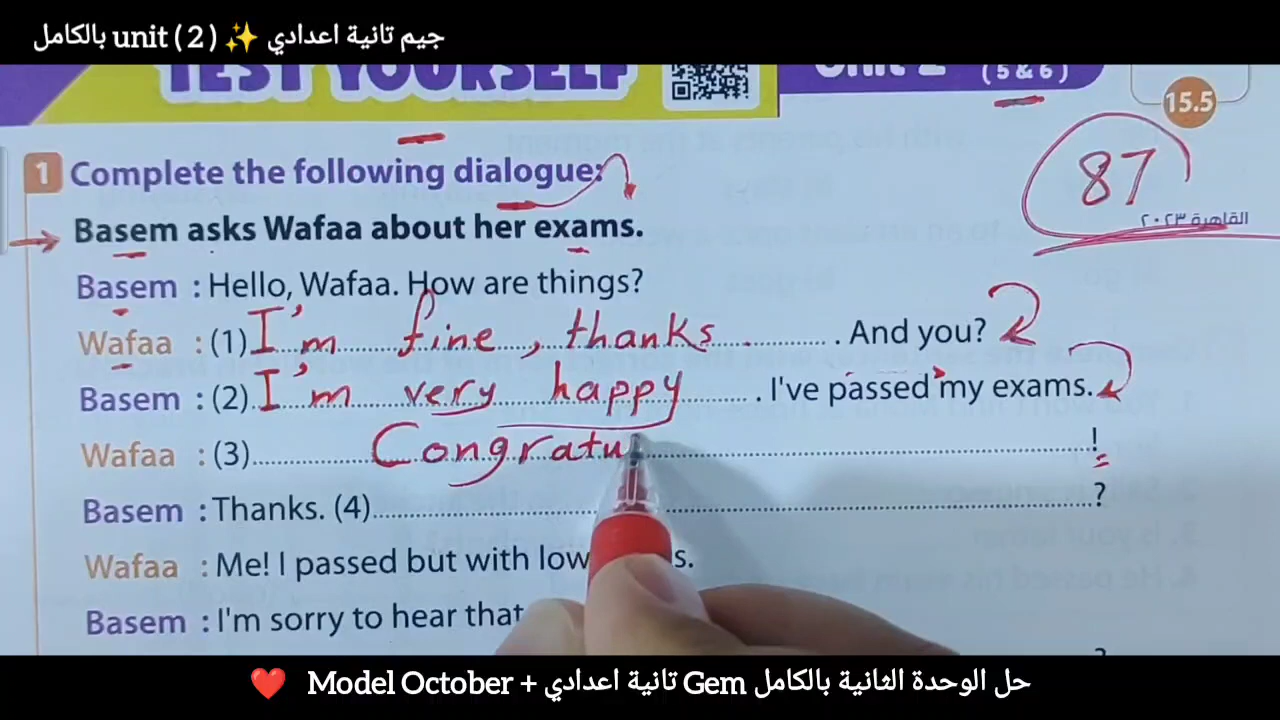 جيم تانية اعدادي ✨ unit ( 2 ) بالكامل
TEST YOURSELF
Unit 2
(5 & 6)
15.5
87
القاهرة ٢٠٢٣
1 Complete the following dialogue:
Basem asks Wafaa about her exams.
Basem : Hello, Wafaa. How are things?
Wafaa : (1) I'm fine, thanks . And you?
Basem : (2) I'm very happy . I've passed my exams.
Wafaa : (3) Congratu !
Basem : Thanks. (4) ?
Wafaa : Me! I passed but with low
Basem : I'm sorry to hear that
حل الوحدة الثانية بالكامل Gem تانية اعدادي + Model October ❤️